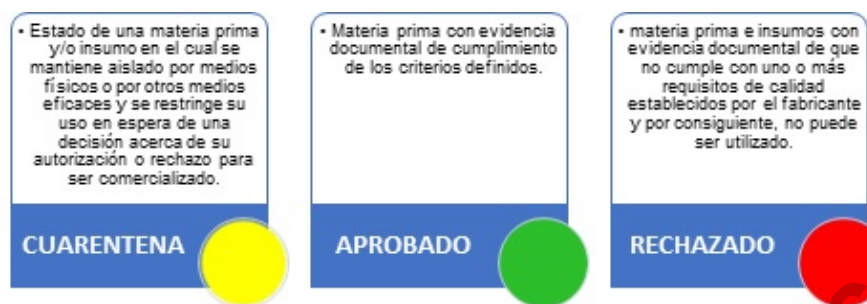 • Estado de una materia prima
y/o insumo en el cual se
mantiene aislado por medios
físicos o por otros medios
eficaces y se restringe su
uso en espera de una
decisión acerca de su
autorización o rechazo para
ser comercializado.
CUARENTENA
• Materia prima con evidencia
documental de cumplimiento
de los criterios definidos.
APROBADO
• materia prima e insumos con
evidencia documental de que
no cumple con uno o más
requisitos de calidad
establecidos por el fabricante
y por consiguiente, no puede
ser utilizado.
RECHAZADO